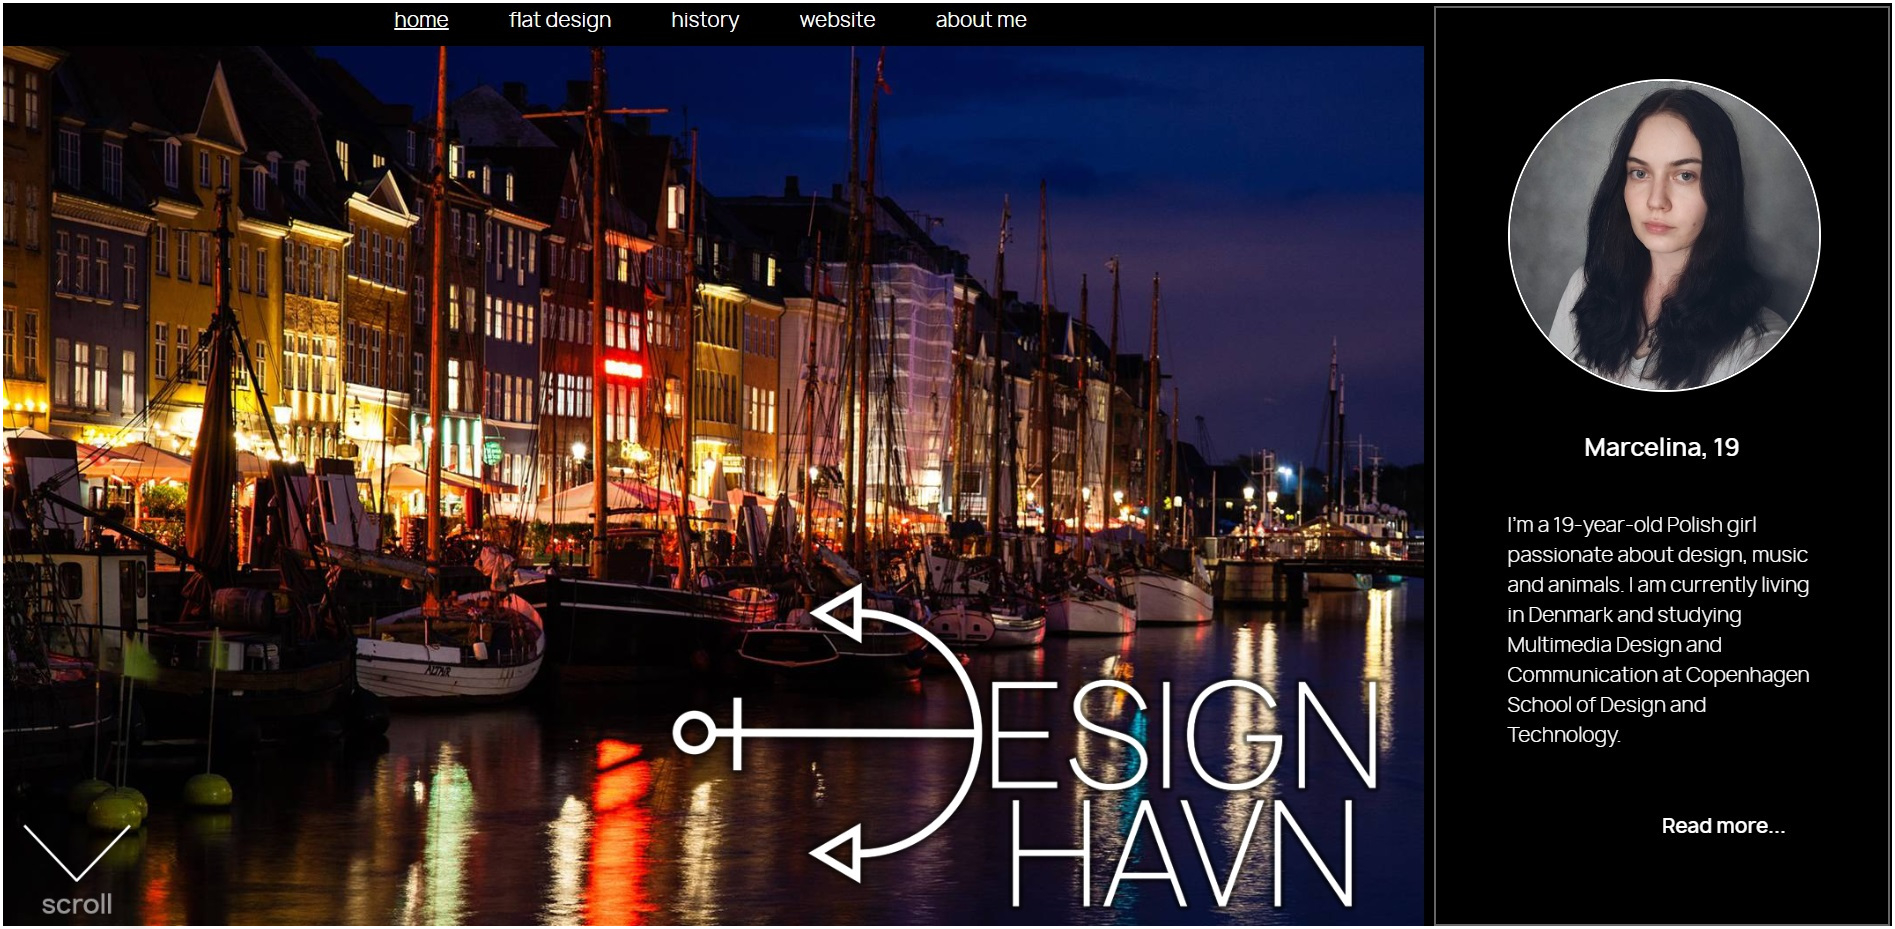 home flat design history website about me
ALTAIR
ESIGN
HAVN
scroll
Marcelina, 19
I'm a 19-year-old Polish girl
passionate about design, music
and animals. I am currently living
in Denmark and studying
Multimedia Design and
Communication at Copenhagen
School of Design and
Technology.
Read more...